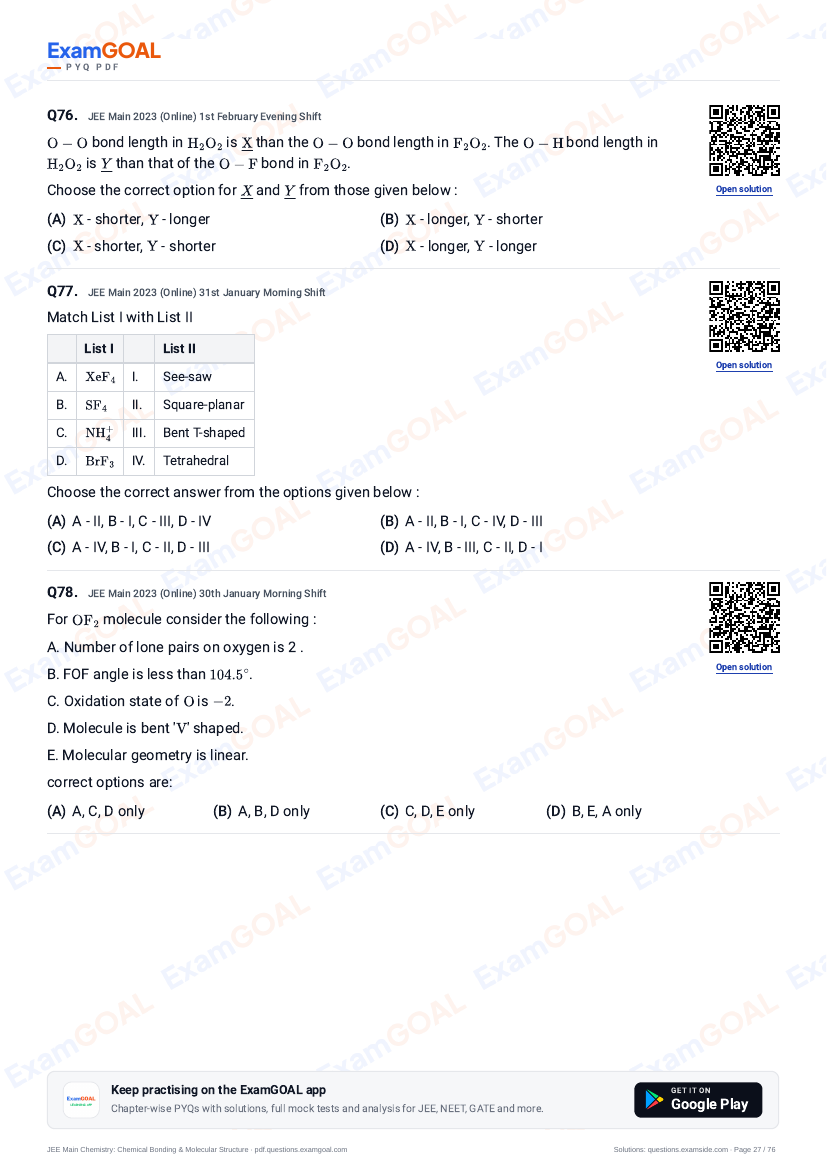 ExamGOAL
PYQ PDF
Q76. JEE Main 2023 (Online) 1st February Evening Shift
O − O bond length in H₂O₂ is X than the O − O bond length in F₂O₂. The O − H bond length in
H₂O₂ is Y than that of the O − F bond in F₂O₂.
Choose the correct option for X and Y from those given below :
(A) X - shorter, Y - longer (B) X - longer, Y - shorter
(C) X - shorter, Y - shorter (D) X - longer, Y - longer
Open solution
Q77. JEE Main 2023 (Online) 31st January Morning Shift
Match List I with List II
List I List II
A. XeF₄ I. See-saw
B. SF₄ II. Square-planar
C. NH₄⁺ III. Bent T-shaped
D. BrF₃ IV. Tetrahedral
Choose the correct answer from the options given below :
(A) A - II, B - I, C - III, D - IV (B) A - II, B - I, C - IV, D - III
(C) A - IV, B - I, C - II, D - III (D) A - IV, B - III, C - II, D - I
Open solution
Q78. JEE Main 2023 (Online) 30th January Morning Shift
For OF₂ molecule consider the following :
A. Number of lone pairs on oxygen is 2 .
B. FOF angle is less than 104.5°.
C. Oxidation state of O is −2.
D. Molecule is bent 'V' shaped.
E. Molecular geometry is linear.
correct options are:
(A) A, C, D only (B) A, B, D only (C) C, D, E only (D) B, E, A only
Open solution
ExamGOAL
Keep practising on the ExamGOAL app
Chapter-wise PYQs with solutions, full mock tests and analysis for JEE, NEET, GATE and more.
GET IT ON
Google Play
JEE Main Chemistry: Chemical Bonding & Molecular Structure · pdf.questions.examgoal.com Solutions: questions.examside.com · Page 27 / 76